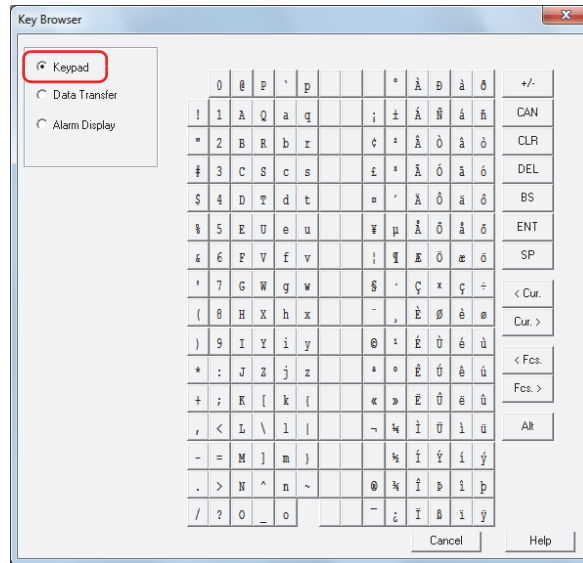 Key Browser
Keypad
Data Transfer
Alarm Display
0 @ P ` p ° À Ð à ð +/-
! 1 A Q a q ¡ ± Á Ñ á ñ CAN
" 2 B R b r ¢ ² Â Ò â ò CLR
# 3 C S c s £ ³ Ã Ó ã ó DEL
$ 4 D T d t ¤ ´ Ä Ô ä ô BS
% 5 E U e u ¥ µ Å Õ å õ ENT
& 6 F V f v ¦ ¶ Æ Ö æ ö SP
' 7 G W g w § · Ç × ç ÷
< Cur.
( 8 H X h x ¨ ¸ È Ø è ø
Cur. >
) 9 I Y i y © ¹ É Ù é ù
< Fcs.
* : J Z j z ª º Ê Ú ê ú
Fcs. >
+ ; K [ k { « » Ë Û ë û
, < L \ l | ¬ ¼ Ì Ü ì ü Alt
- = M ] m } ½ Í Ý í ý
. > N ^ n ~ ® ¾ Î Þ î þ
/ ? O _ o ¯ ¿ Ï ß ï ÿ
Cancel Help